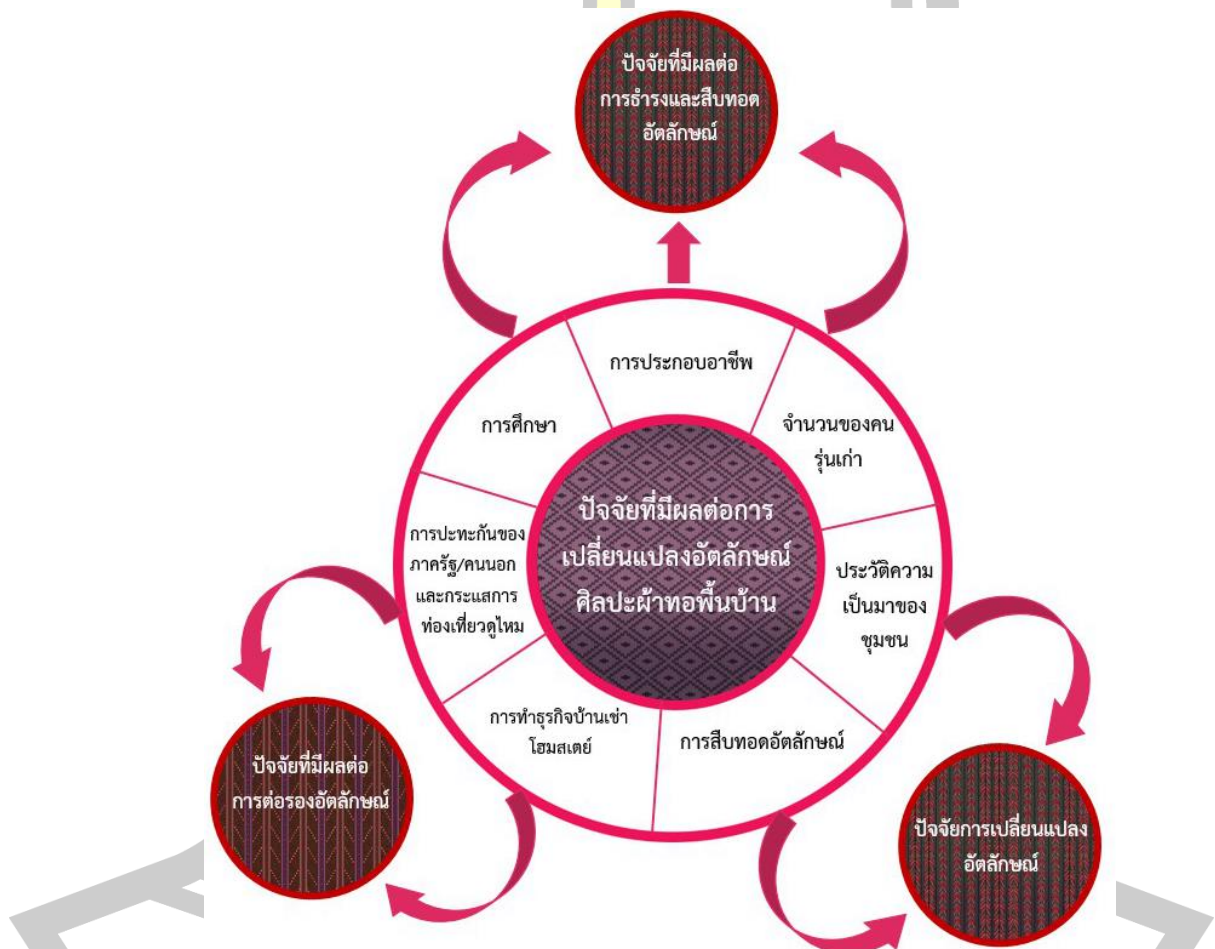 ปัจจัยที่มีผลต่อ
การธำรงและสืบทอด
อัตลักษณ์
การประกอบอาชีพ
การศึกษา
จำนวนของคน
รุ่นเก่า
ปัจจัยที่มีผลต่อการ
เปลี่ยนแปลงอัตลักษณ์
ศิลปะผ้าทอพื้นบ้าน
การปะทะกันของ
ภาครัฐ/คนนอก
และกระแสการ
ท่องเที่ยวดูไหม
ประวัติความ
เป็นมาของ
ชุมชน
การทำธุรกิจบ้านเช่า
โฮมสเตย์
การสืบทอดอัตลักษณ์
ปัจจัยที่มีผลต่อ
การต่อรองอัตลักษณ์
ปัจจัยการเปลี่ยนแปลง
อัตลักษณ์